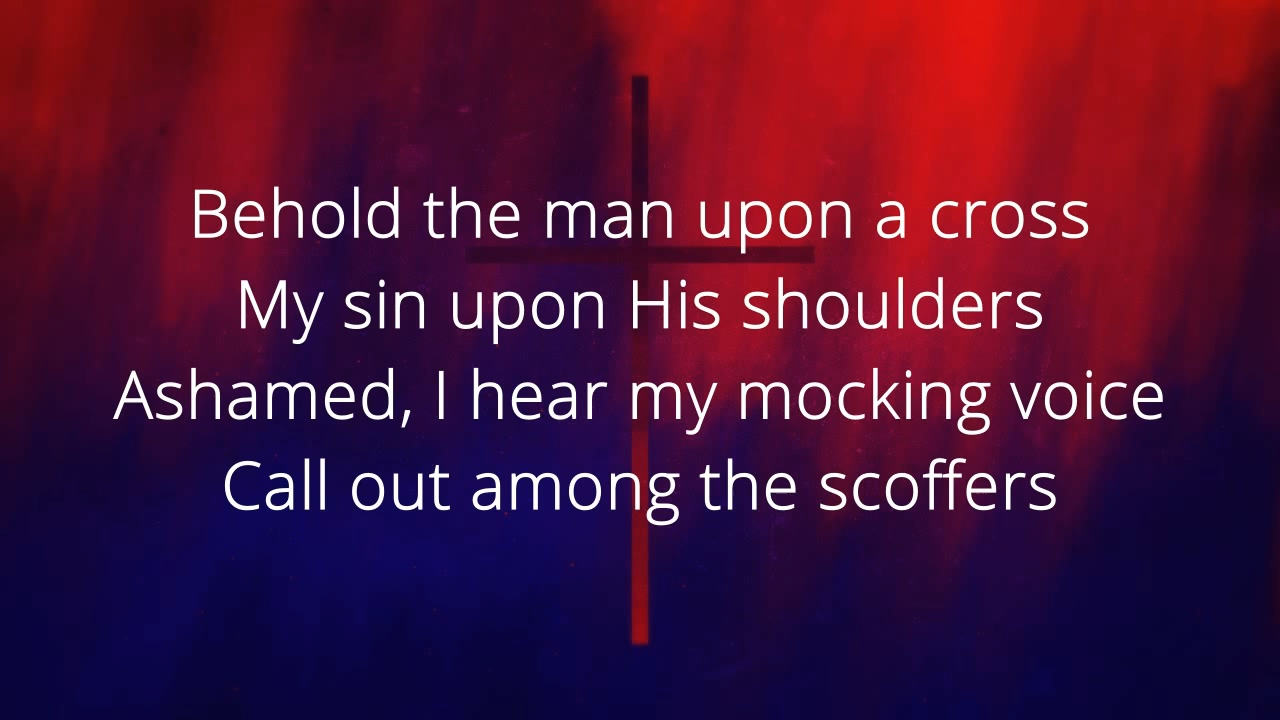 Behold the man upon a cross
My sin upon His shoulders
Ashamed, I hear my mocking voice
Call out among the scoffers